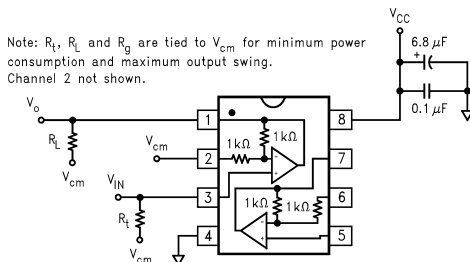 Note: Rt, RL and Rg are tied to Vcm for minimum power
consumption and maximum output swing.
Channel 2 not shown.
VCC
6.8 μF
+
0.1 μF
Vo
RL
Vcm
Vcm
VIN
Rt
Vcm
1
2
3
4
8
7
6
5
1kΩ
1kΩ
-
+
1kΩ
1kΩ
-
+